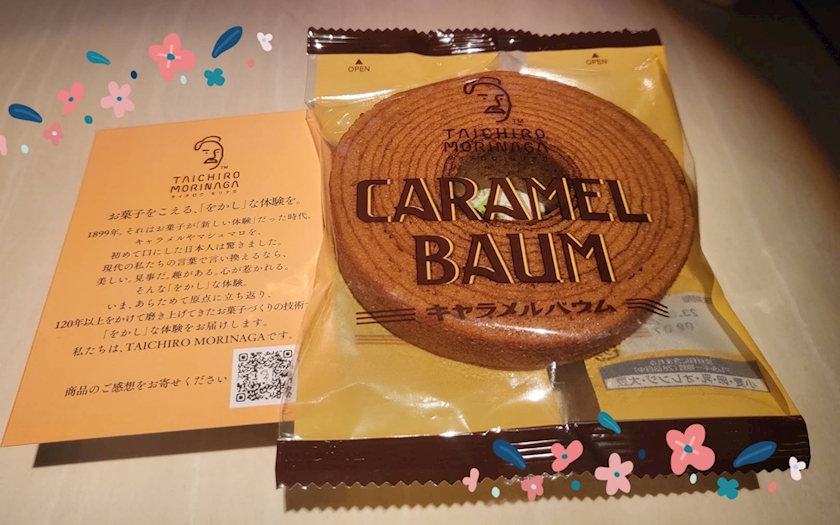 TAICHIRO
MORINAGA
タイチロウ モリナガ
お菓子をこえる、「をかし」な体験を。
1899年。それはお菓子が「新しい体験」だった時代。
キャラメルやマシュマロを、
初めて口にした日本人は驚きました。
現代の私たちの言葉で言い換えるなら、
美しい。見事だ。趣がある。心が惹かれる。
そんな「をかし」な体験。
いま、あらためて原点に立ち返り、
120年以上をかけて磨き上げてきたお菓子づくりの技術で
「をかし」な体験をお届けします。
私たちは、TAICHIRO MORINAGAです。
商品のご感想をお寄せください
OPEN
OPEN
TAICHIRO
MORINAGA
CARAMEL
BAUM
キャラメルバウム